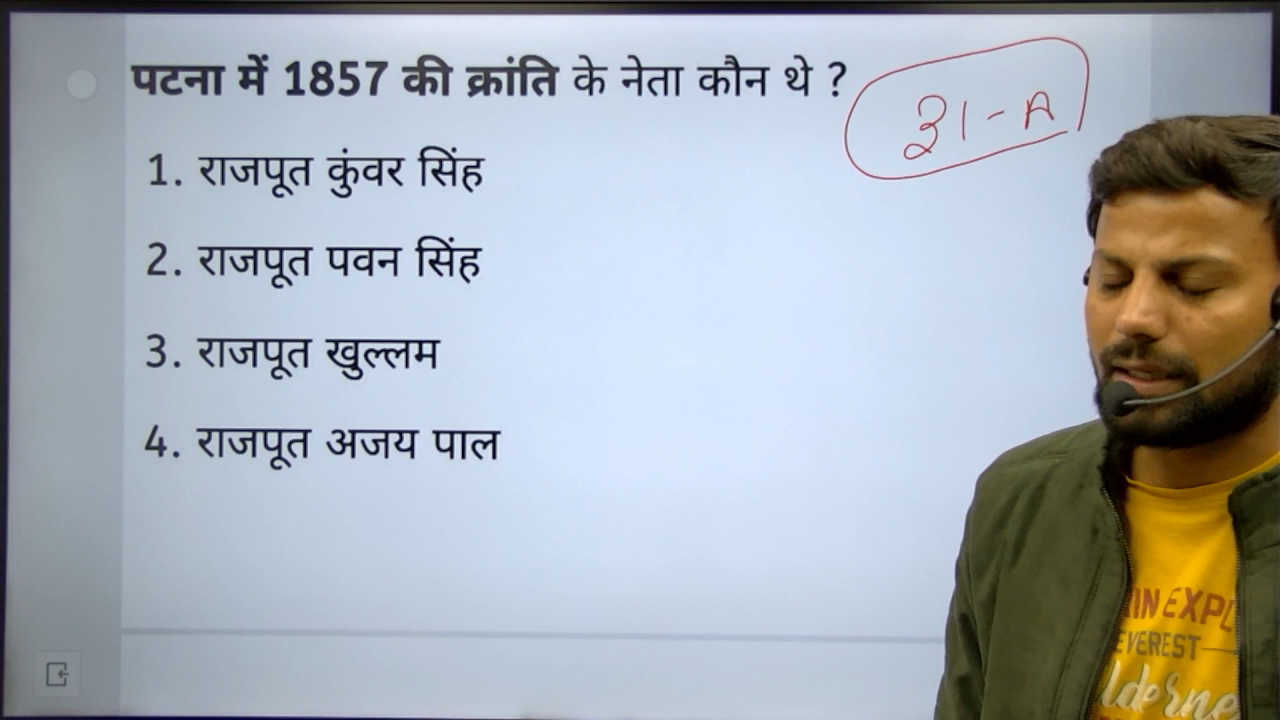 पटना में 1857 की क्रांति के नेता कौन थे ?
31-A
1. राजपूत कुंवर सिंह
2. राजपूत पवन सिंह
3. राजपूत खुल्लम
4. राजपूत अजय पाल
EVEREST